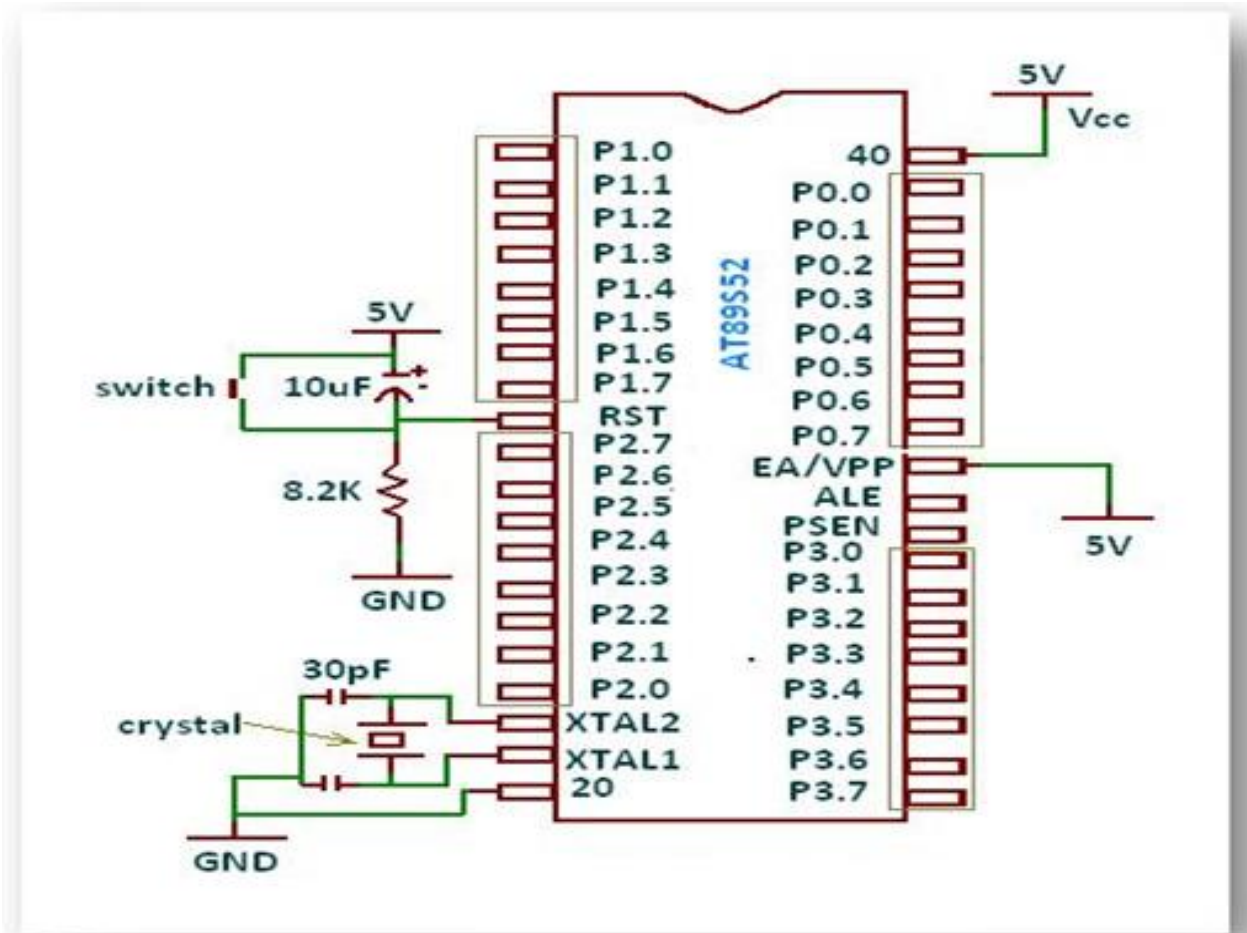 5V
Vcc
40
P1.0
P1.1
P1.2
P1.3
P1.4
P1.5
P1.6
P1.7
RST
P2.7
P2.6
P2.5
P2.4
P2.3
P2.2
P2.1
P2.0
XTAL2
XTAL1
20
AT89S52
P0.0
P0.1
P0.2
P0.3
P0.4
P0.5
P0.6
P0.7
EA/VPP
ALE
PSEN
P3.0
P3.1
P3.2
P3.3
P3.4
P3.5
P3.6
P3.7
5V
5V
switch
10uF
+
-
8.2K
GND
30pF
crystal
GND